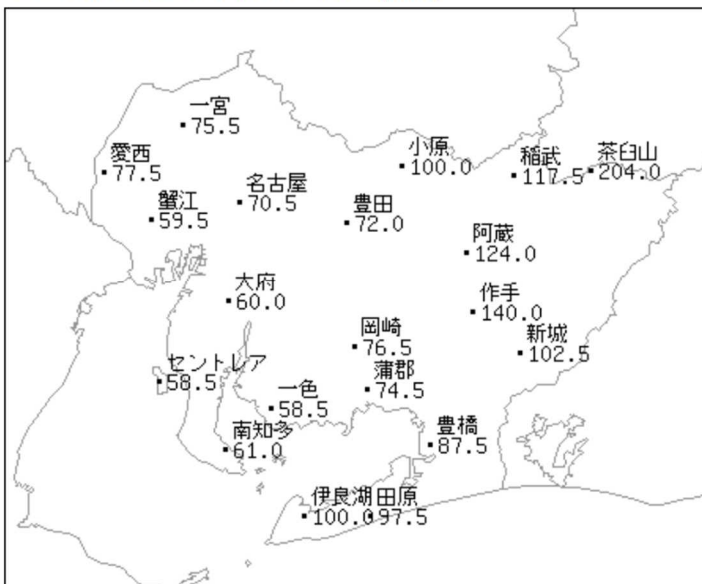 一宮
75.5
愛西
77.5
小原
100.0
稲武
117.5
茶臼山
204.0
蟹江
59.5
名古屋
70.5
豊田
72.0
阿蔵
124.0
大府
60.0
作手
140.0
岡崎
76.5
新城
102.5
セントレア
58.5
蒲郡
74.5
一色
58.5
南知多
61.0
豊橋
87.5
伊良湖
100.0
田原
97.5